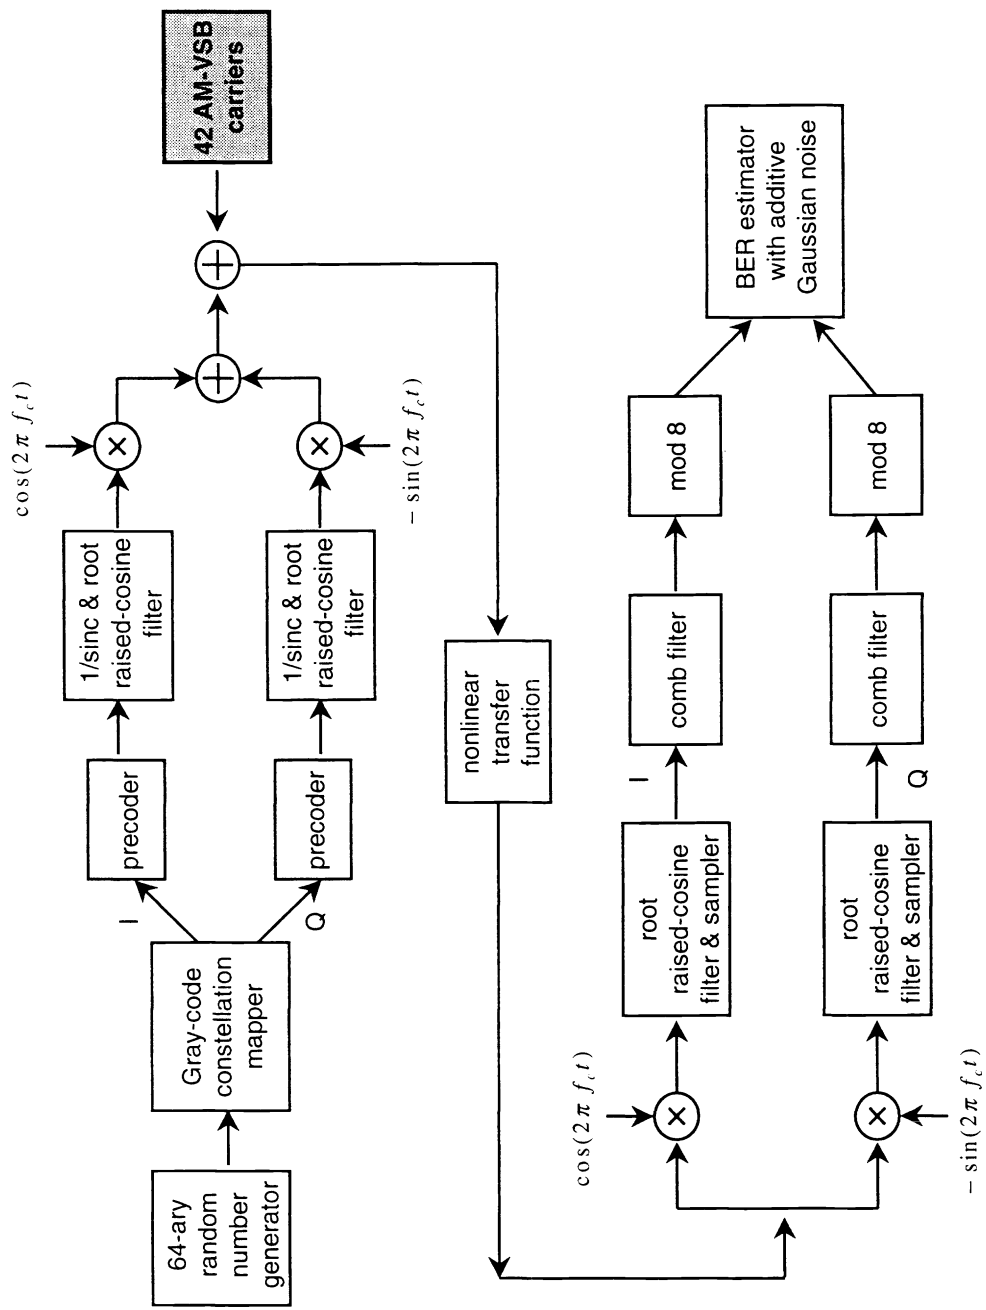 64-ary
random
number
generator
Gray-code
constellation
mapper
I
Q
precoder
precoder
1/sinc & root
raised-cosine
filter
1/sinc & root
raised-cosine
filter
cos(2π f_c t)
− sin(2π f_c t)
×
×
+
+
42 AM-VSB
carriers
nonlinear
transfer
function
cos(2π f_c t)
− sin(2π f_c t)
×
×
root
raised-cosine
filter & sampler
root
raised-cosine
filter & sampler
I
Q
comb filter
comb filter
mod 8
mod 8
BER estimator
with additive
Gaussian noise